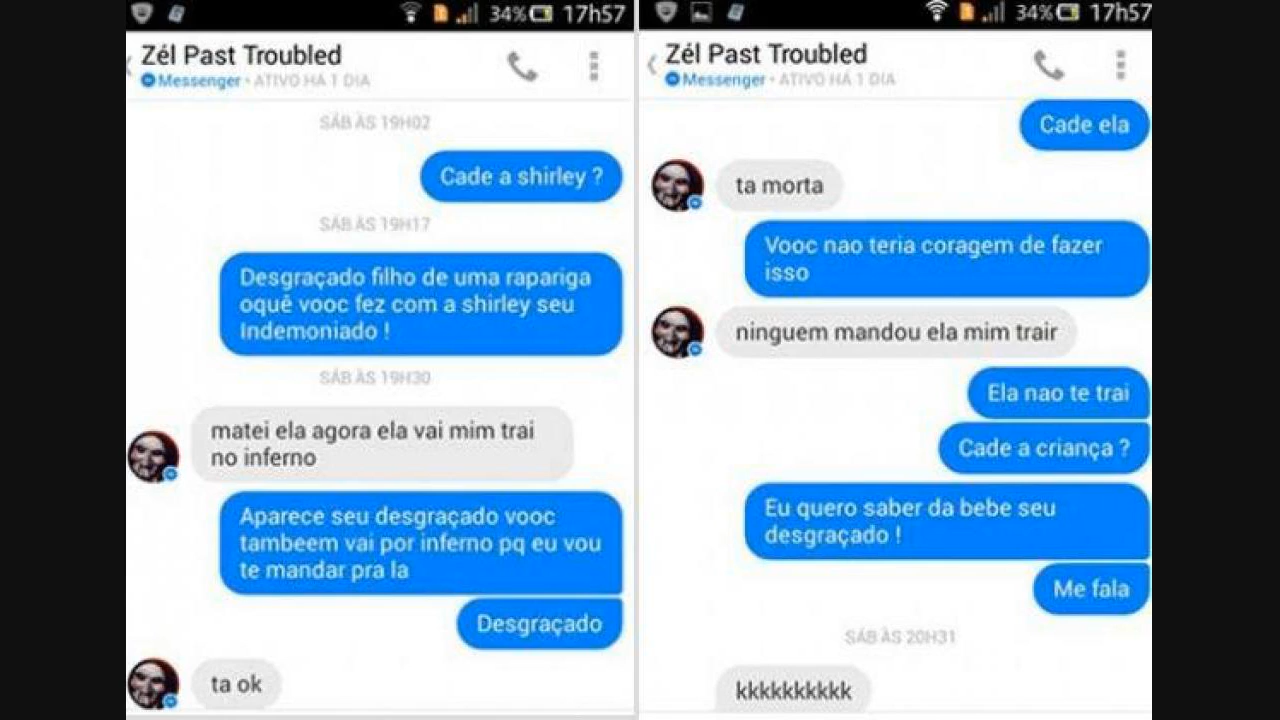 34% 17h57
Zél Past Troubled
Messenger • ATIVO HÁ 1 DIA
SÁB ÀS 19H02
Cade a shirley ?
SÁB ÀS 19H17
Desgraçado filho de uma rapariga
oquê vooc fez com a shirley seu
Indemoniado !
SÁB ÀS 19H30
matei ela agora ela vai mim trai
no inferno
Aparece seu desgraçado vooc
tambeem vai por inferno pq eu vou
te mandar pra la
Desgraçado
ta ok
34% 17h57
Zél Past Troubled
Messenger • ATIVO HÁ 1 DIA
Cade ela
ta morta
Vooc nao teria coragem de fazer
isso
ninguem mandou ela mim trair
Ela nao te trai
Cade a criança ?
Eu quero saber da bebe seu
desgraçado !
Me fala
SÁB ÀS 20H31
kkkkkkkkkk